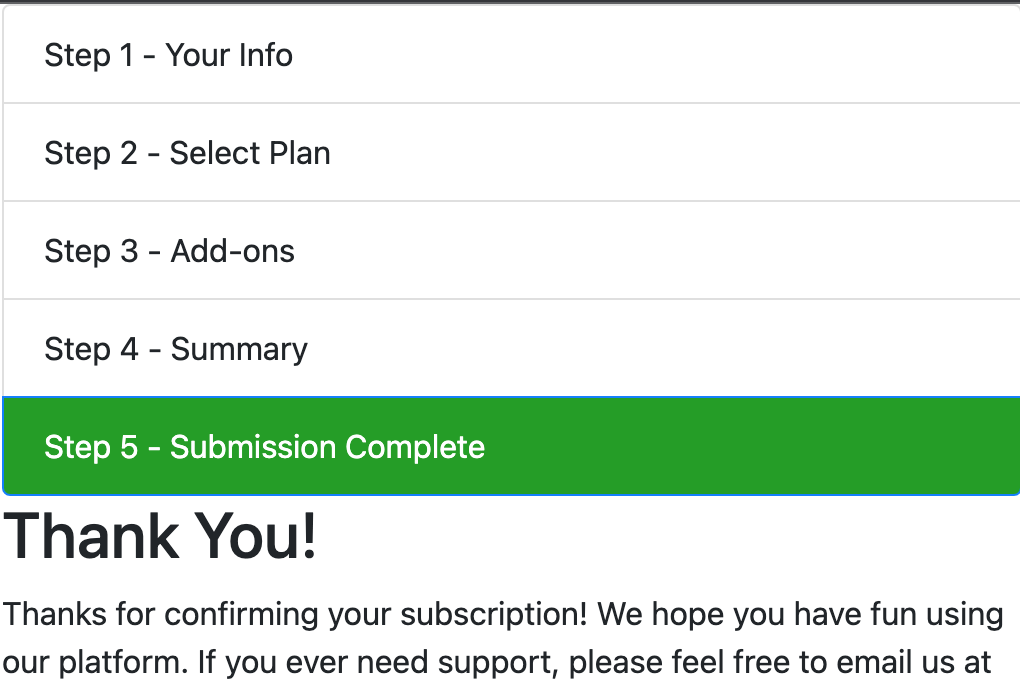 Step 1 - Your Info
Step 2 - Select Plan
Step 3 - Add-ons
Step 4 - Summary
Step 5 - Submission Complete
Thank You!
Thanks for confirming your subscription! We hope you have fun using
our platform. If you ever need support, please feel free to email us at